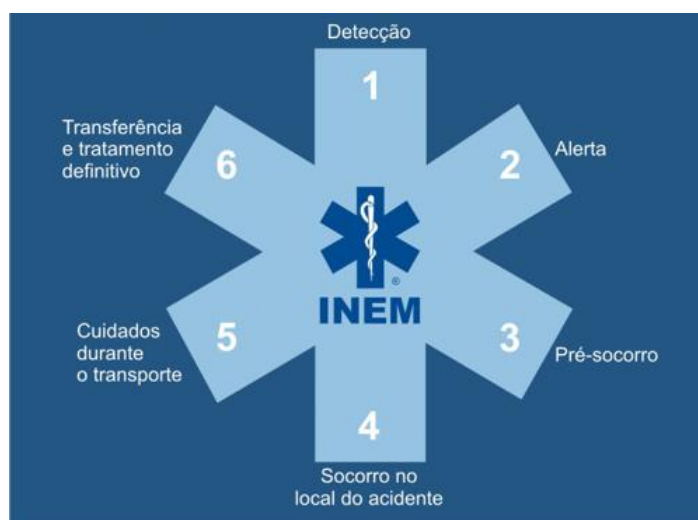 Detecção
1
2
Alerta
3
Pré-socorro
4
Socorro no
local do acidente
5
Cuidados
durante
o transporte
6
Transferência
e tratamento
definitivo
®
INEM